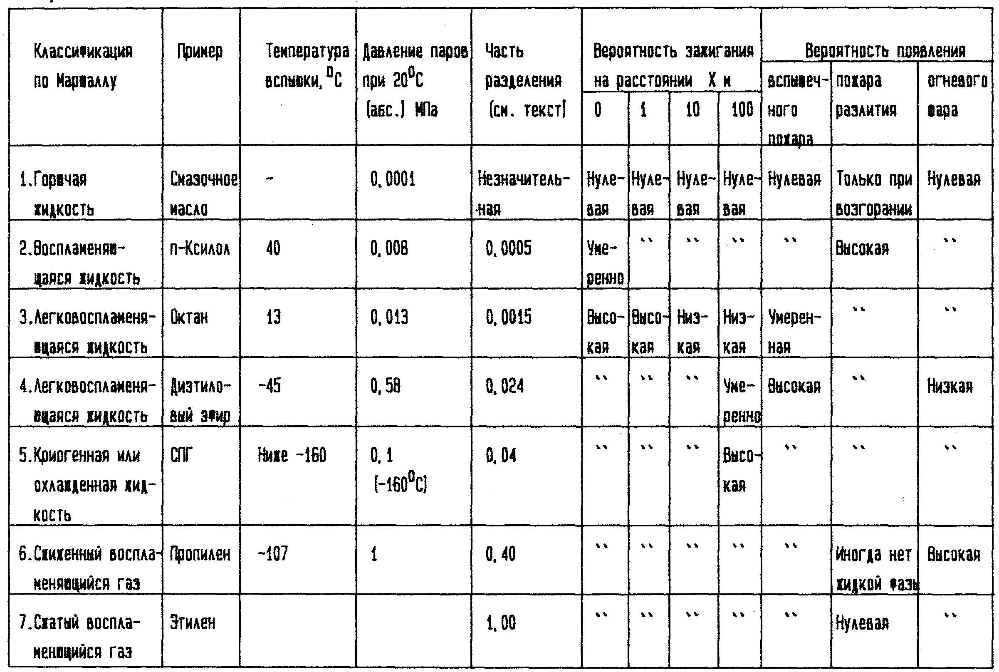 Классификация Пример Температура Давление паров Часть Вероятность зажигания Вероятность появления
по Маршаллу вспышки, ⁰С при 20⁰С разделения на расстоянии X м вспышеч- пожара огневого
(абс.) МПа (см. текст) 0 1 10 100 ного разлития шара
пожара
1.Горючая Смазочное - 0,0001 Незначитель- Нуле- Нуле- Нуле- Нуле- Нулевая Только при Нулевая
жидкость масло ная вая вая вая вая возгорании
2.Воспламеняю- п-Ксилол 40 0,008 0,0005 Уме- `` `` `` `` Высокая ``
щаяся жидкость ренно
3.Легковоспламеня- Октан 13 0,013 0,0015 Высо- Высо- Низ- Низ- Умерен- `` ``
ющаяся жидкость кая кая кая кая ная
4.Легковоспламеня- Диэтило- -45 0,58 0,024 `` `` `` Уме- Высокая `` Низкая
ющаяся жидкость вый эфир ренно
5.Криогенная или СПГ Ниже -160 0,1 0,04 `` `` `` Высо- `` `` ``
охлажденная жид- (-160⁰С) кая
кость
6.Сжиженный воспла- Пропилен -107 1 0,40 `` `` `` `` `` Иногда нет Высокая
меняющийся газ жидкой фазы
7.Сжатый воспла- Этилен 1,00 `` `` `` `` `` Нулевая ``
менющийся газ